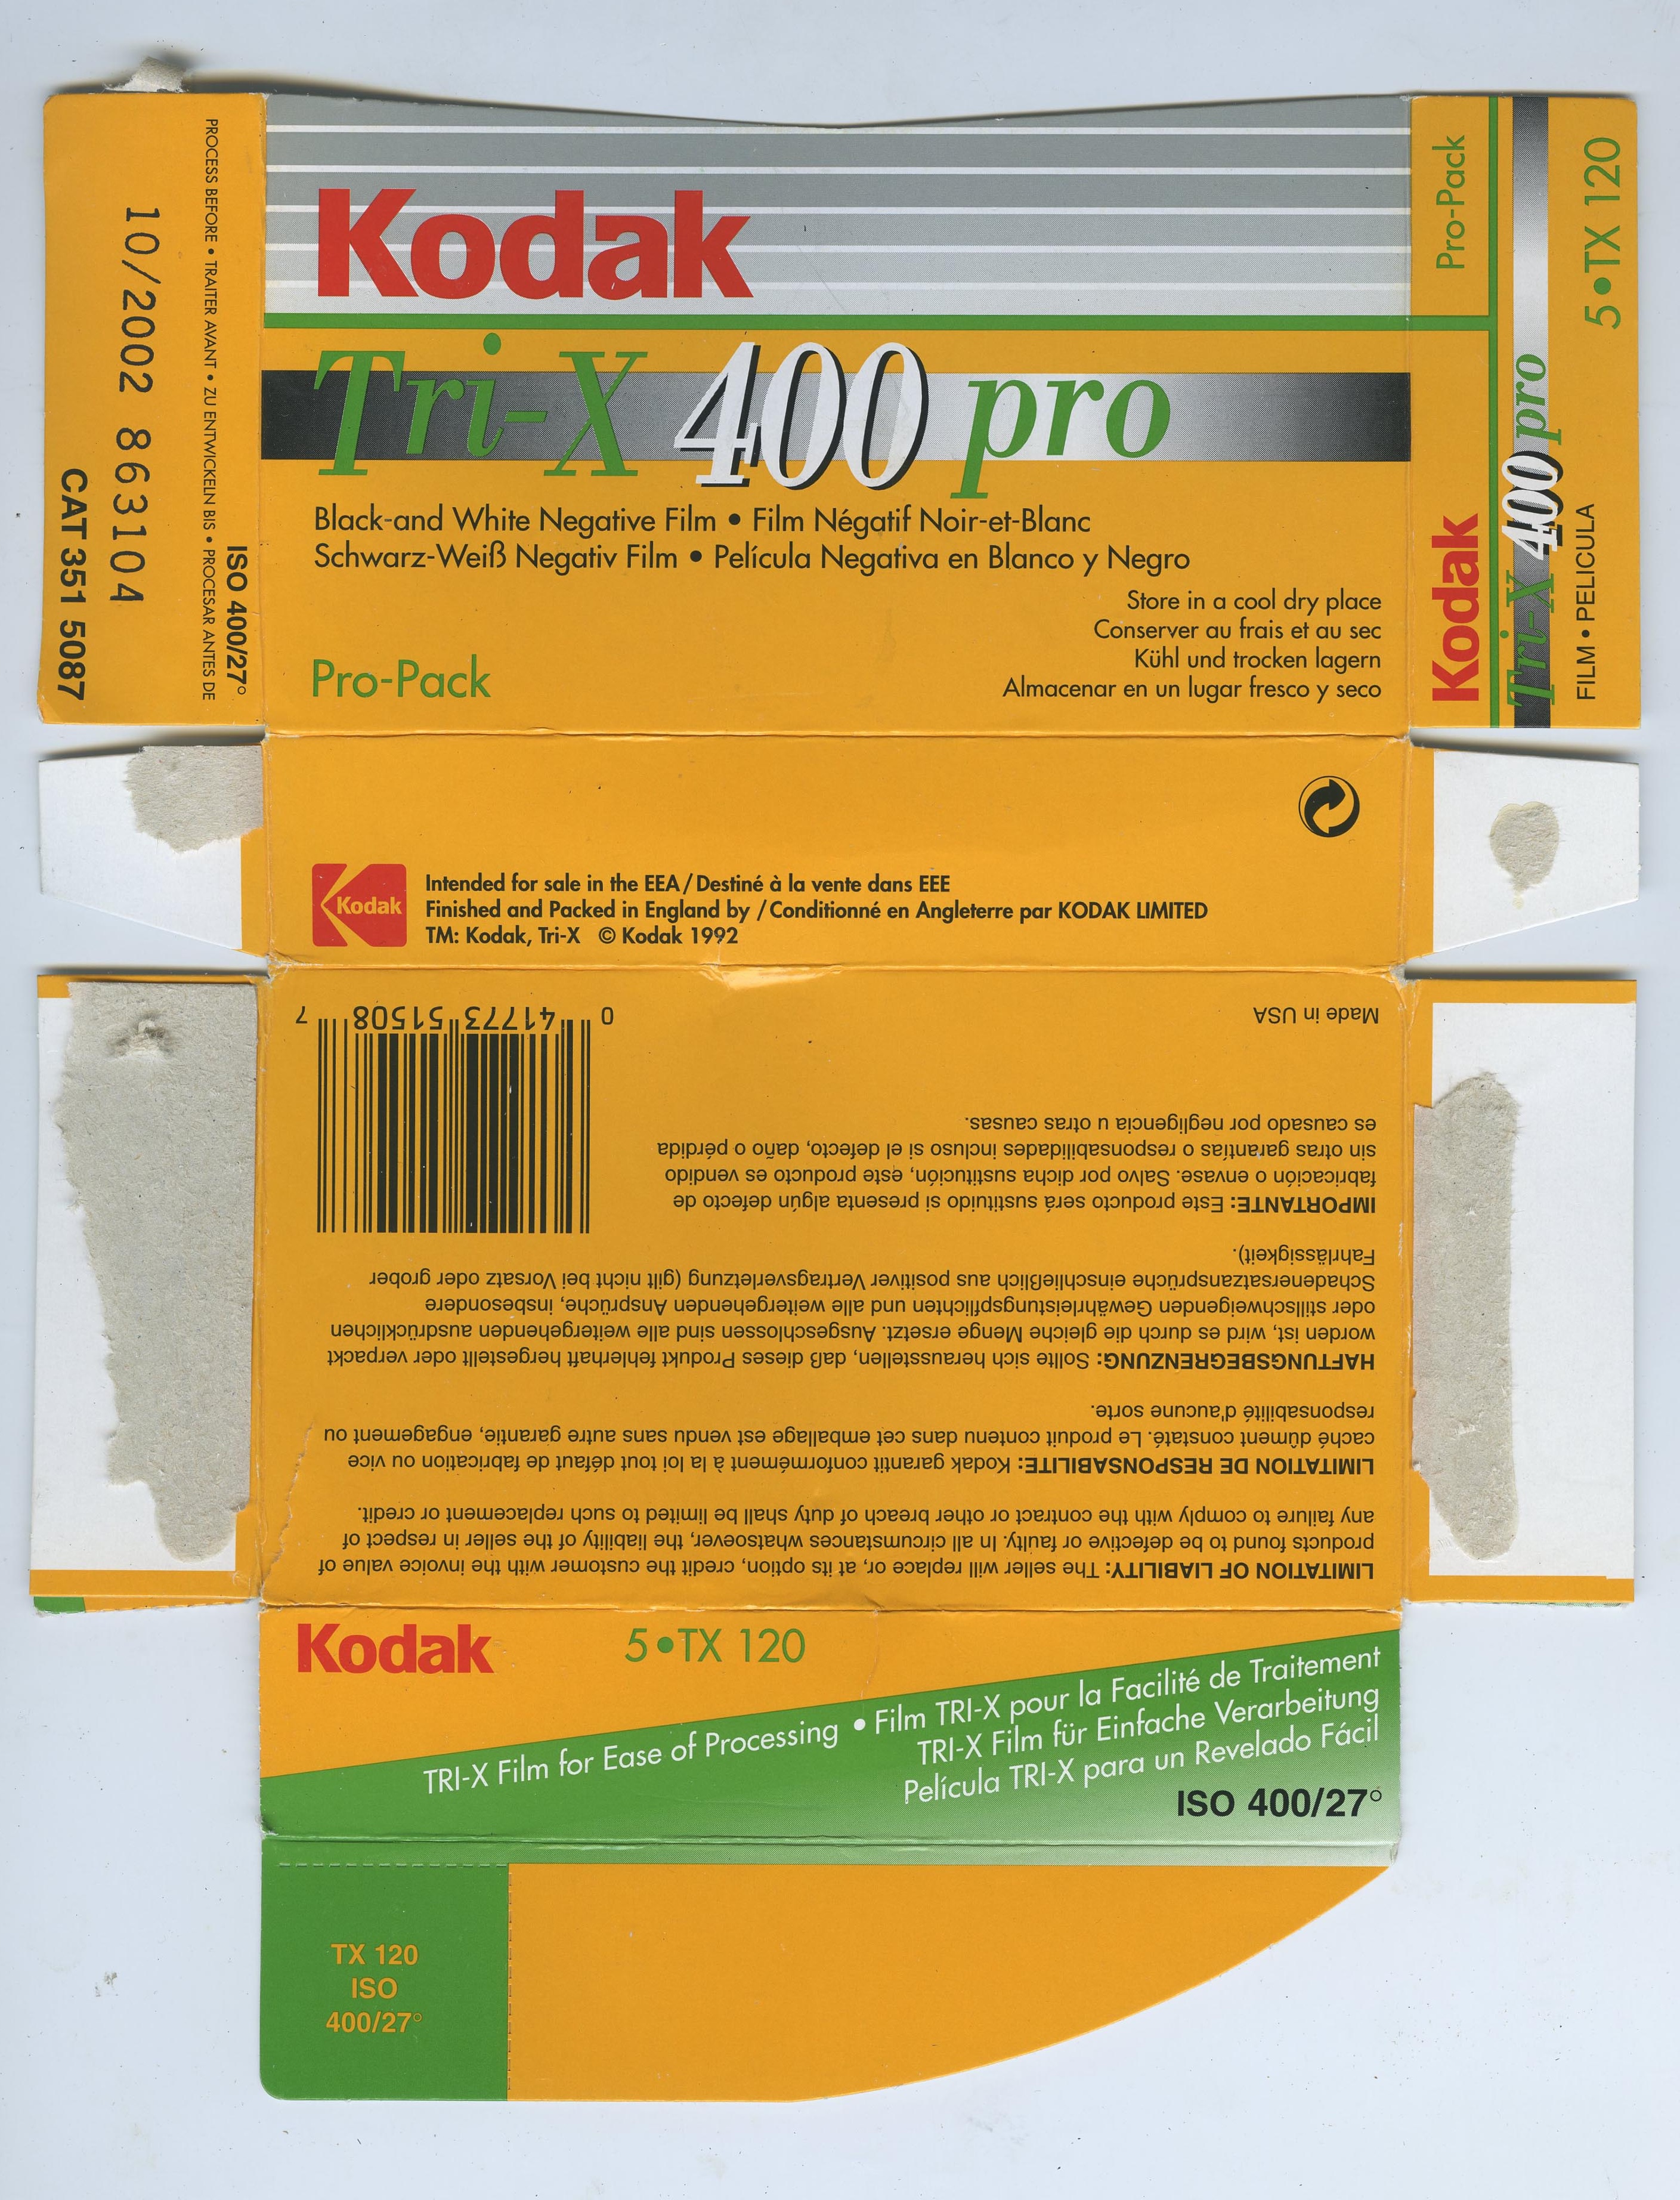 PROCESS BEFORE • TRAITER AVANT • ZU ENTWICKELN BIS • PROCESAR ANTES DE
ISO 400/27°
10/2002 863104
CAT 351 5087
Kodak
Tri-X 400 pro
Black-and White Negative Film • Film Négatif Noir-et-Blanc
Schwarz-Weiß Negativ Film • Película Negativa en Blanco y Negro
Store in a cool dry place
Conserver au frais et au sec
Kühl und trocken lagern
Almacenar en un lugar fresco y seco
Pro-Pack
Kodak
Pro-Pack
Tri-X 400 pro
FILM • PELICULA
5•TX 120
Kodak
Intended for sale in the EEA/Destiné à la vente dans EEE
Finished and Packed in England by /Conditionné en Angleterre par KODAK LIMITED
TM: Kodak, Tri-X © Kodak 1992
LIMITATION OF LIABILITY: The seller will replace or, at its option, credit the customer with the invoice value of
products found to be defective or faulty. In all circumstances whatsoever, the liability of the seller in respect of
any failure to comply with the contract or other breach of duty shall be limited to such replacement or credit.
LIMITATION DE RESPONSABILITE: Kodak garantit conformément à la loi tout défaut de fabrication ou vice
caché dûment constaté. Le produit contenu dans cet emballage est vendu sans autre garantie, engagement ou
responsabilité d'aucune sorte.
HAFTUNGSBEGRENZUNG: Sollte sich herausstellen, daß dieses Produkt fehlerhaft hergestellt oder verpackt
worden ist, wird es durch die gleiche Menge ersetzt. Ausgeschlossen sind alle weitergehenden ausdrücklichen
oder stillschweigenden Gewährleistungspflichten und alle weitergehenden Ansprüche, insbesondere
Schadenersatzansprüche einschließlich aus positiver Vertragsverletzung (gilt nicht bei Vorsatz oder grober
Fahrlässigkeit).
IMPORTANTE: Este producto será sustituido si presenta algún defecto de
fabricación o envase. Salvo por dicha sustitución, este producto es vendido
sin otras garantías o responsabilidades incluso si el defecto, daño o pérdida
es causado por negligencia u otras causas.
Made in USA
0 41773 51508 7
Kodak
5•TX 120
TRI-X Film for Ease of Processing • Film TRI-X pour la Facilité de Traitement
TRI-X Film für Einfache Verarbeitung
Película TRI-X para un Revelado Fácil
ISO 400/27°
TX 120
ISO
400/27°